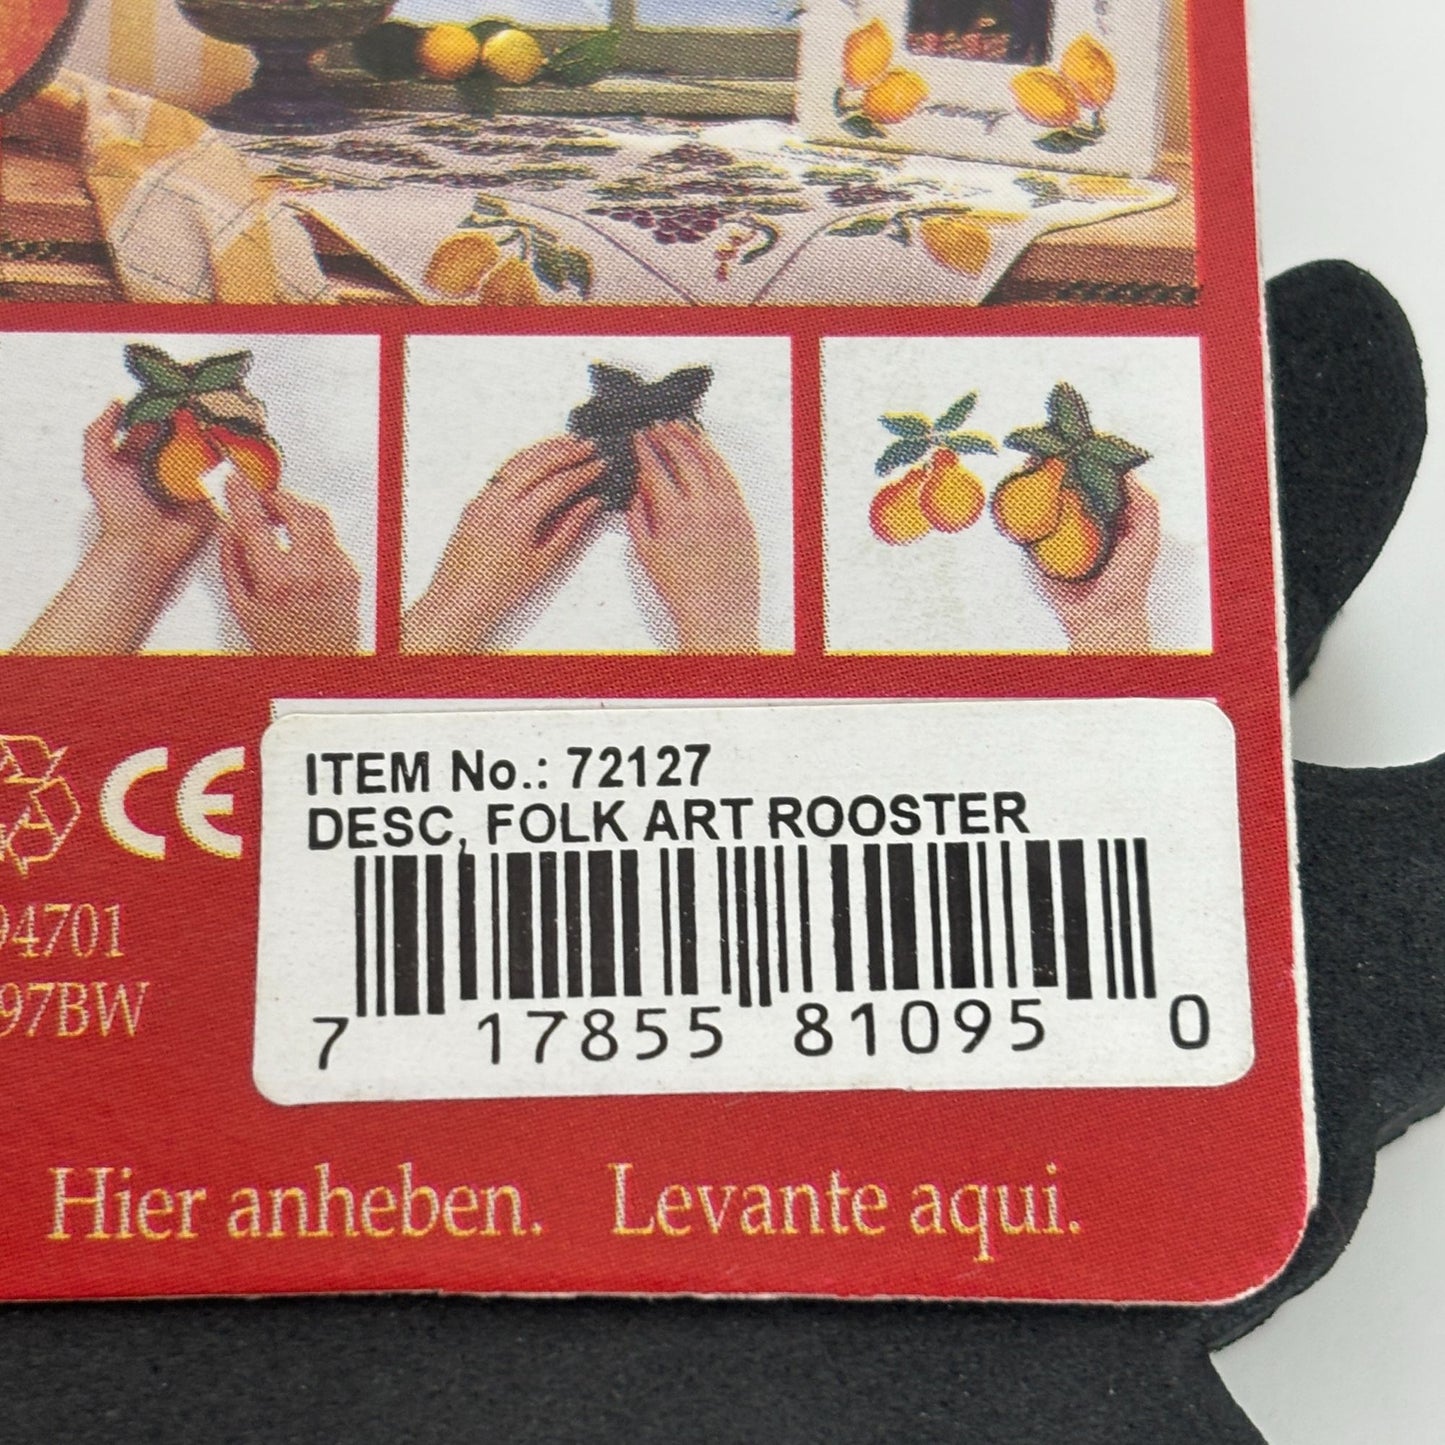 ITEM No.: 72127
DESC, FOLK ART ROOSTER
7 17855 81095 0
CE
94701
97BW
Hier anheben. Levante aqui.